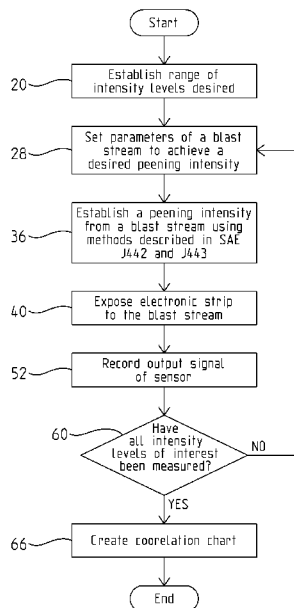 Start
20
Establish range of
intensity levels desired
28
Set parameters of a blast
stream to achieve a
desired peening intensity
36
Establish a peening intensity
from a blast stream using
methods described in SAE
J442 and J443
40
Expose electronic strip
to the blast stream
52
Record output signal
of sensor
60
Have
all intensity
levels of interest
been measured?
NO
YES
66
Create coorelation chart
End